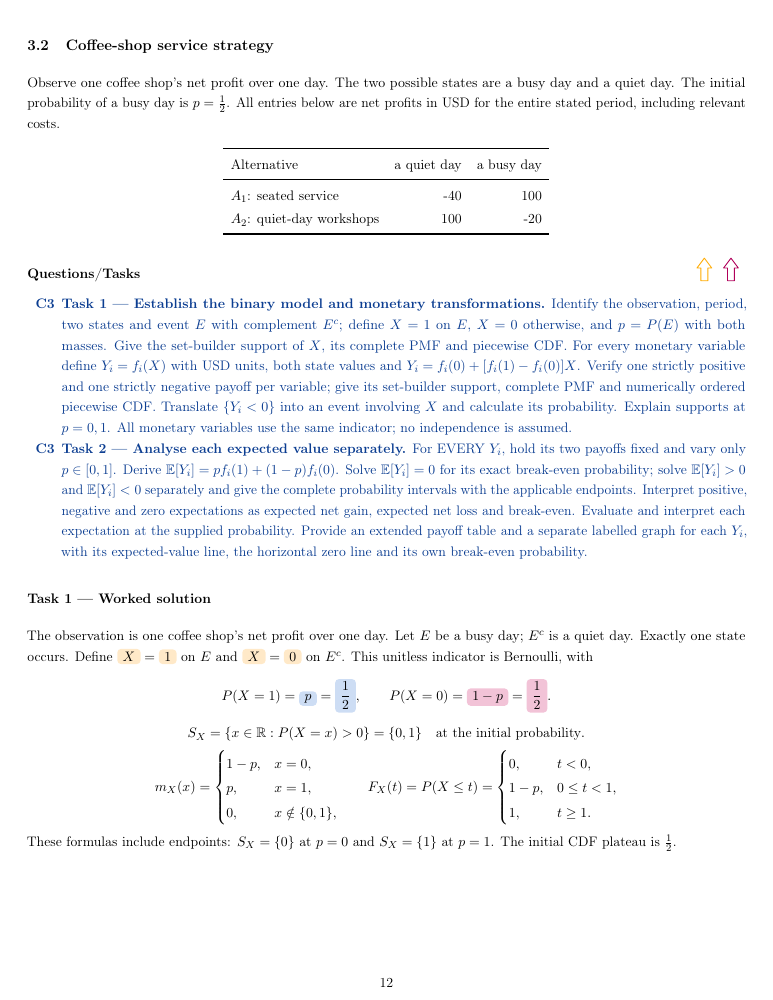 3.2 Coffee-shop service strategy
Observe one coffee shop's net profit over one day. The two possible states are a busy day and a quiet day. The initial
probability of a busy day is p = 1/2. All entries below are net profits in USD for the entire stated period, including relevant
costs.
Alternative a quiet day a busy day
A₁: seated service -40 100
A₂: quiet-day workshops 100 -20
Questions/Tasks
C3 Task 1 — Establish the binary model and monetary transformations. Identify the observation, period,
two states and event E with complement Eᶜ; define X = 1 on E, X = 0 otherwise, and p = P(E) with both
masses. Give the set-builder support of X, its complete PMF and piecewise CDF. For every monetary variable
define Yᵢ = fᵢ(X) with USD units, both state values and Yᵢ = fᵢ(0) + [fᵢ(1) − fᵢ(0)]X. Verify one strictly positive
and one strictly negative payoff per variable; give its set-builder support, complete PMF and numerically ordered
piecewise CDF. Translate {Yᵢ < 0} into an event involving X and calculate its probability. Explain supports at
p = 0, 1. All monetary variables use the same indicator; no independence is assumed.
C3 Task 2 — Analyse each expected value separately. For EVERY Yᵢ, hold its two payoffs fixed and vary only
p ∈ [0, 1]. Derive 𝔼[Yᵢ] = pfᵢ(1) + (1 − p)fᵢ(0). Solve 𝔼[Yᵢ] = 0 for its exact break-even probability; solve 𝔼[Yᵢ] > 0
and 𝔼[Yᵢ] < 0 separately and give the complete probability intervals with the applicable endpoints. Interpret positive,
negative and zero expectations as expected net gain, expected net loss and break-even. Evaluate and interpret each
expectation at the supplied probability. Provide an extended payoff table and a separate labelled graph for each Yᵢ,
with its expected-value line, the horizontal zero line and its own break-even probability.
Task 1 — Worked solution
The observation is one coffee shop's net profit over one day. Let E be a busy day; Eᶜ is a quiet day. Exactly one state
occurs. Define X = 1 on E and X = 0 on Eᶜ. This unitless indicator is Bernoulli, with
P(X = 1) = p = 1/2, P(X = 0) = 1 − p = 1/2.
S_X = {x ∈ ℝ : P(X = x) > 0} = {0, 1} at the initial probability.
m_X(x) = { 1 − p, x = 0, p, x = 1, 0, x ∉ {0, 1}, F_X(t) = P(X ≤ t) = { 0, t < 0, 1 − p, 0 ≤ t < 1, 1, t ≥ 1.
These formulas include endpoints: S_X = {0} at p = 0 and S_X = {1} at p = 1. The initial CDF plateau is 1/2.
12